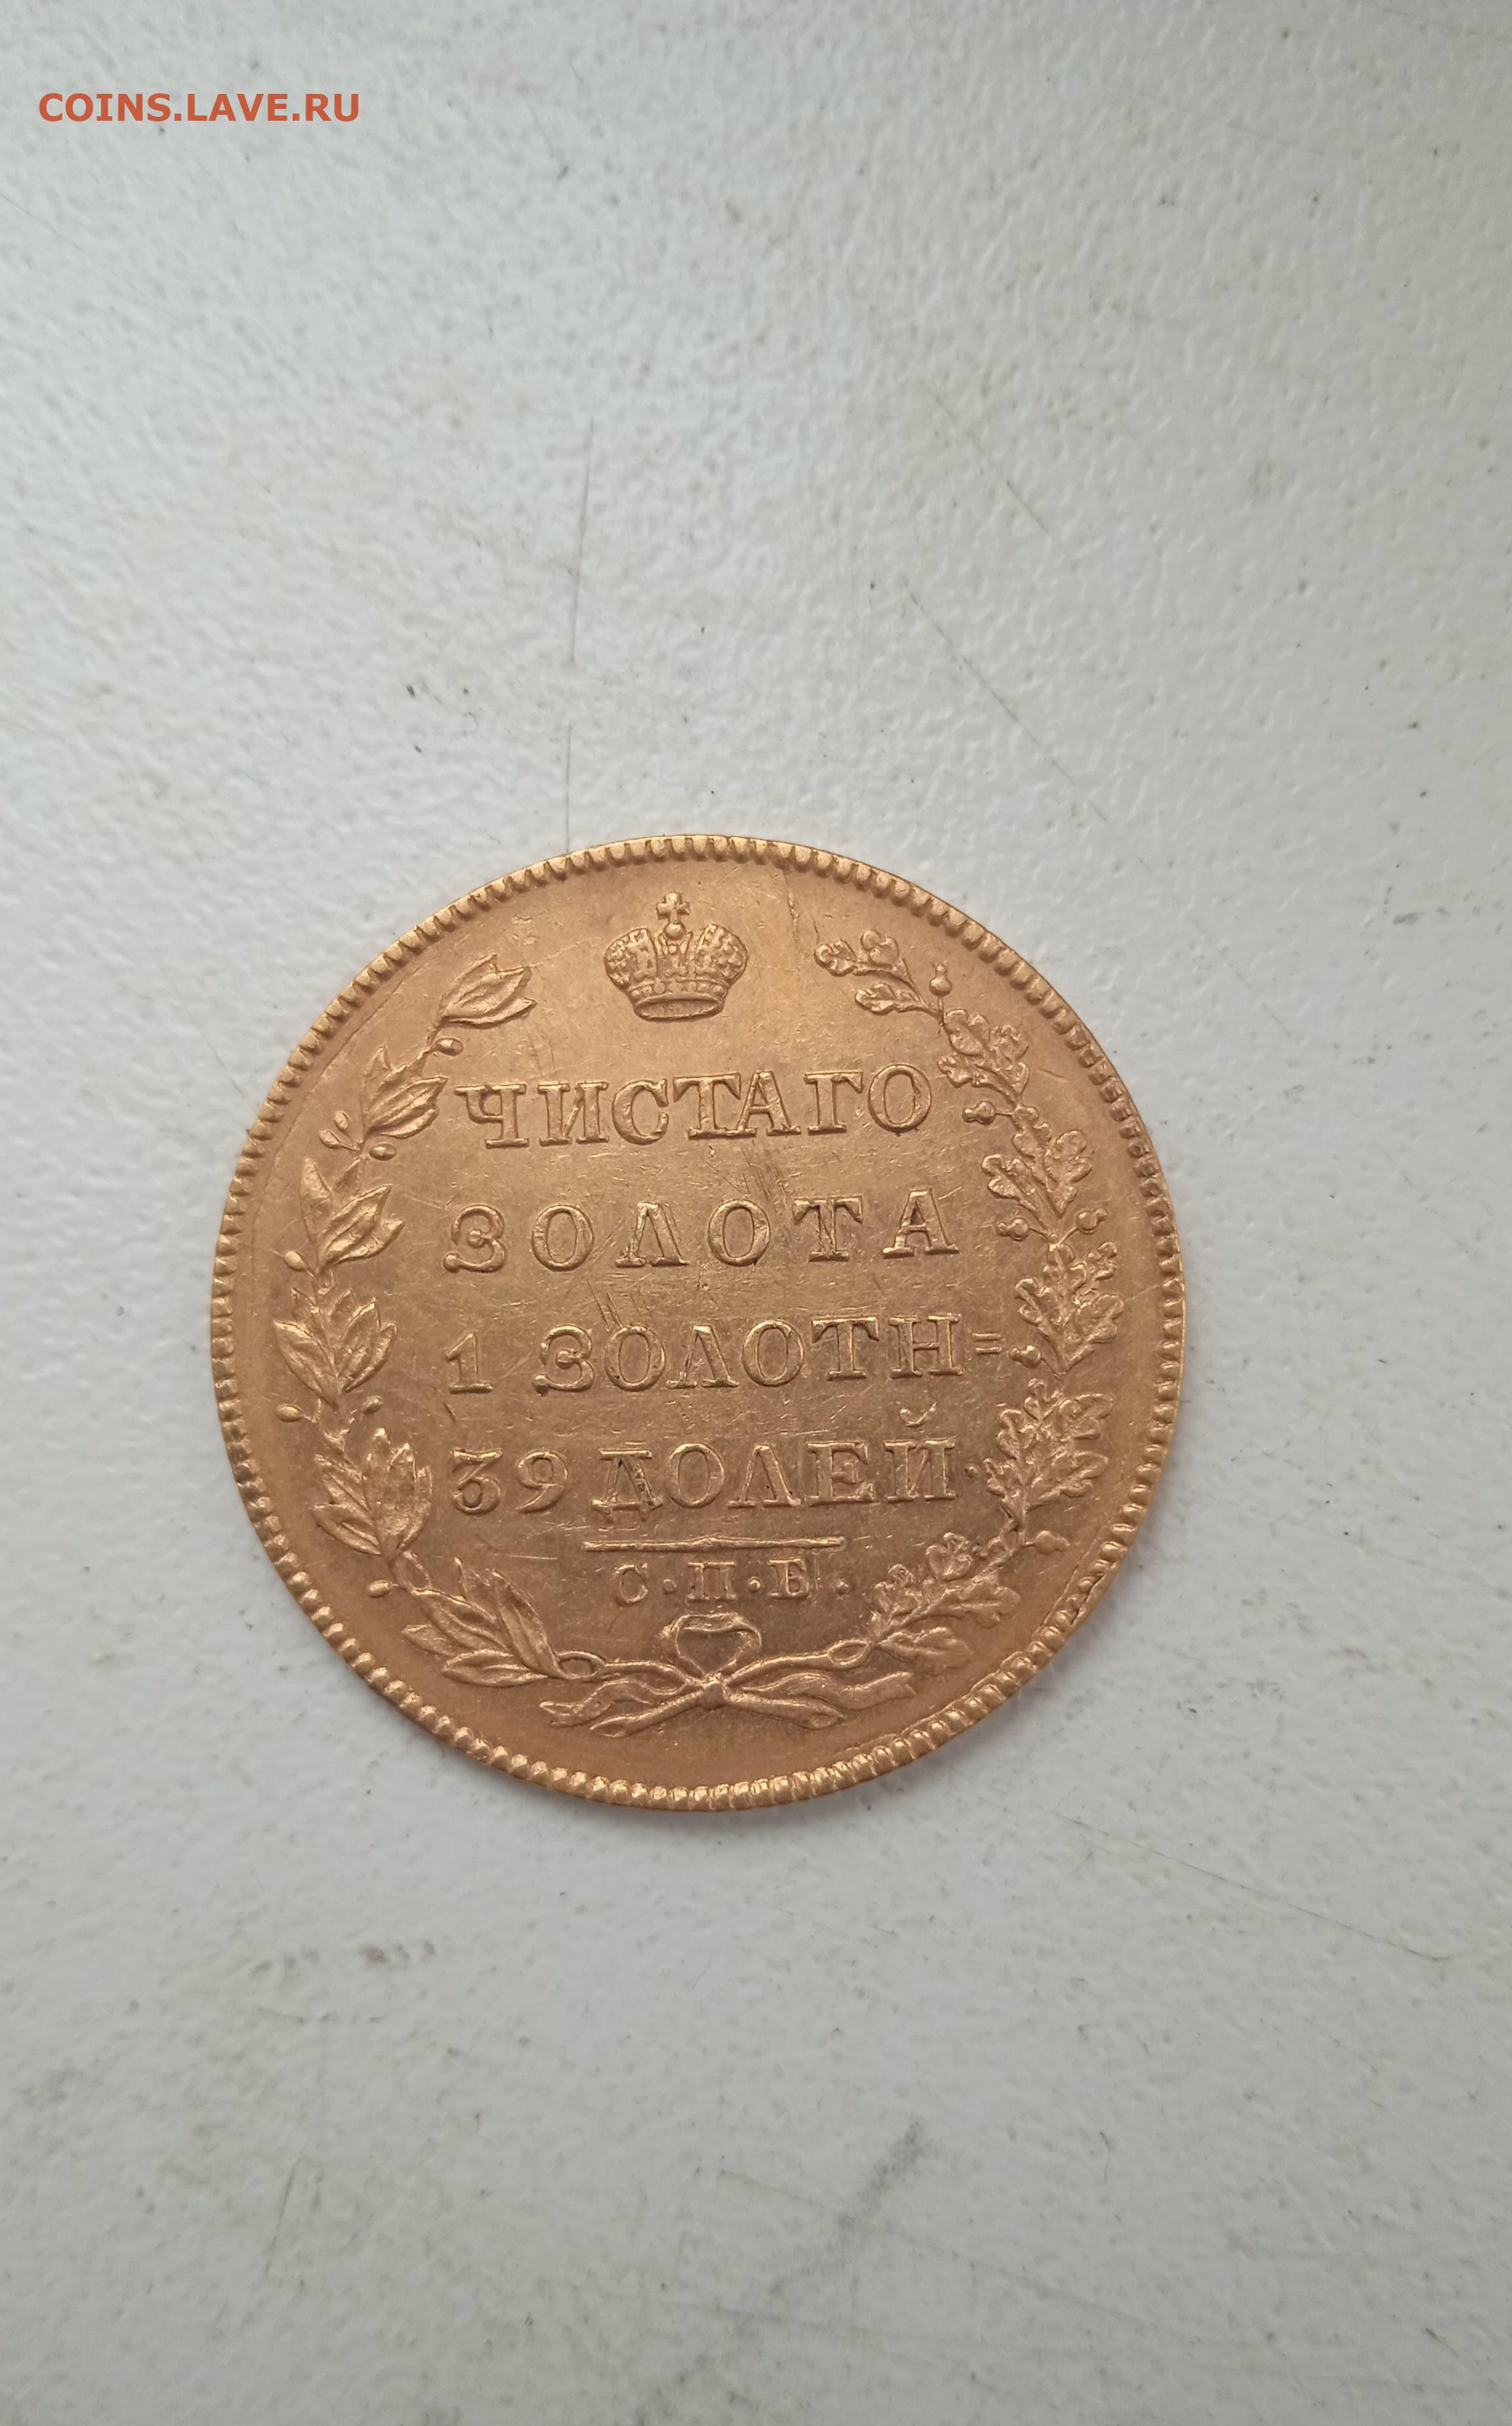 COINS.LAVE.RU
ЧИСТАГО
ЗОЛОТА
1 ЗОЛОТН=
39 ДОЛЕЙ.
С.П.Б.